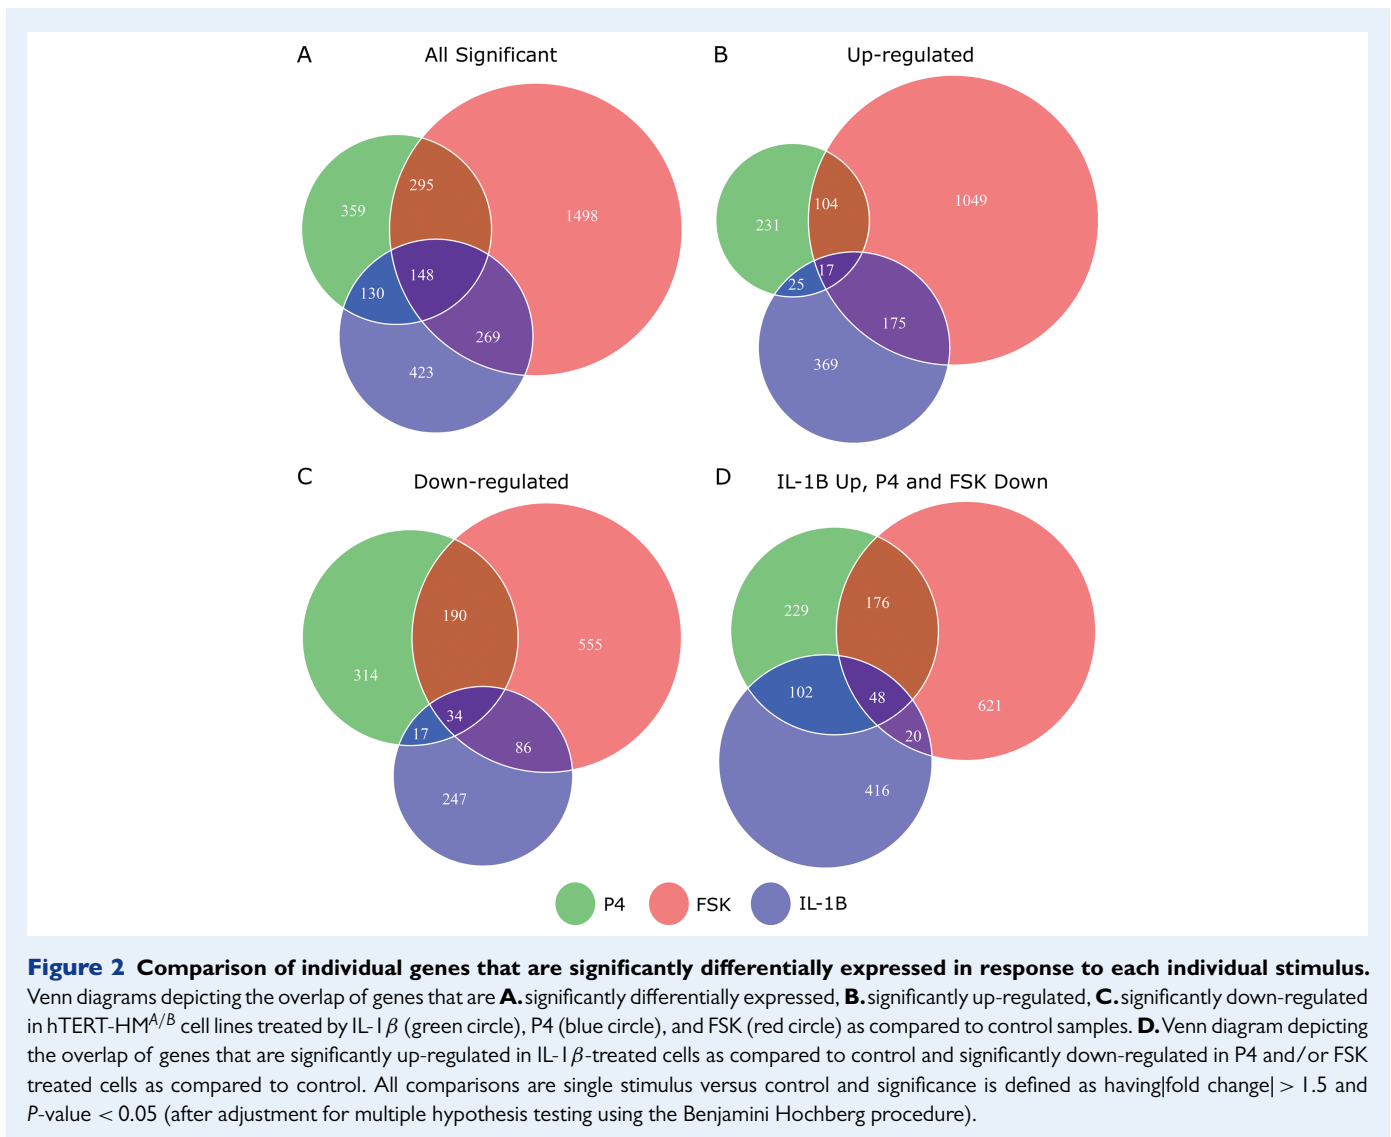 A
All Significant
359
295
1498
148
130
269
423
B
Up-regulated
231
104
1049
17
25
175
369
C
Down-regulated
314
190
555
34
17
86
247
D
IL-1B Up, P4 and FSK Down
229
176
621
102
48
20
416
P4
FSK
IL-1B
Figure 2 Comparison of individual genes that are significantly differentially expressed in response to each individual stimulus.
Venn diagrams depicting the overlap of genes that are A. significantly differentially expressed, B. significantly up-regulated, C. significantly down-regulated
in hTERT-HM^A/B cell lines treated by IL-1β (green circle), P4 (blue circle), and FSK (red circle) as compared to control samples. D. Venn diagram depicting
the overlap of genes that are significantly up-regulated in IL-1β-treated cells as compared to control and significantly down-regulated in P4 and/or FSK
treated cells as compared to control. All comparisons are single stimulus versus control and significance is defined as having|fold change| > 1.5 and
P-value < 0.05 (after adjustment for multiple hypothesis testing using the Benjamini Hochberg procedure).